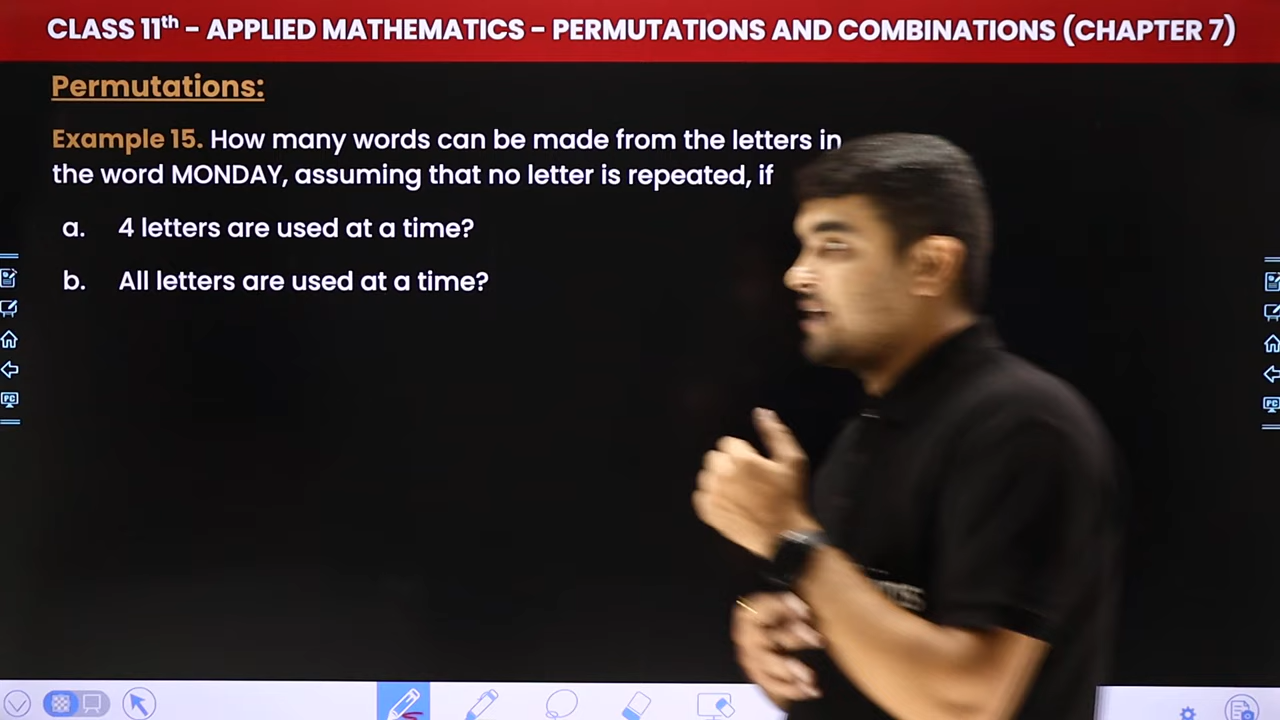 CLASS 11th – APPLIED MATHEMATICS – PERMUTATIONS AND COMBINATIONS (CHAPTER 7)
Permutations:
Example 15. How many words can be made from the letters in
the word MONDAY, assuming that no letter is repeated, if
a. 4 letters are used at a time?
b. All letters are used at a time?